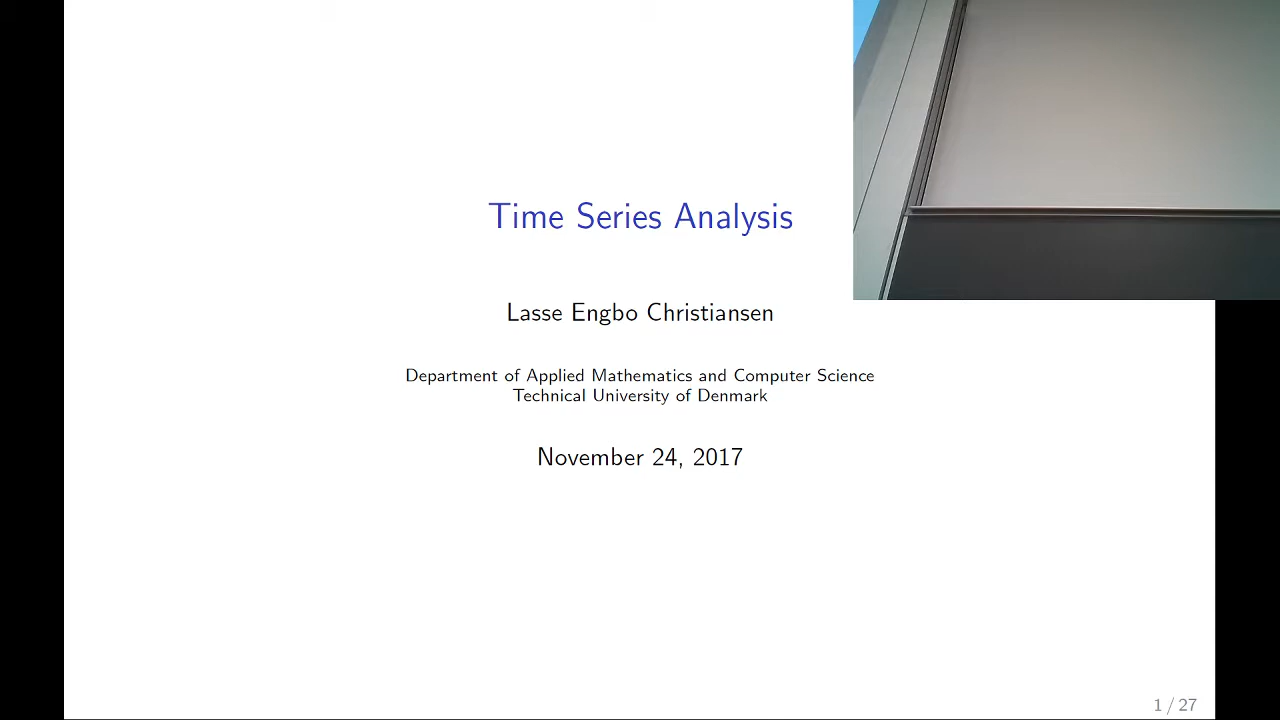 Time Series Analysis
Lasse Engbo Christiansen
Department of Applied Mathematics and Computer Science
Technical University of Denmark
November 24, 2017
1 / 27